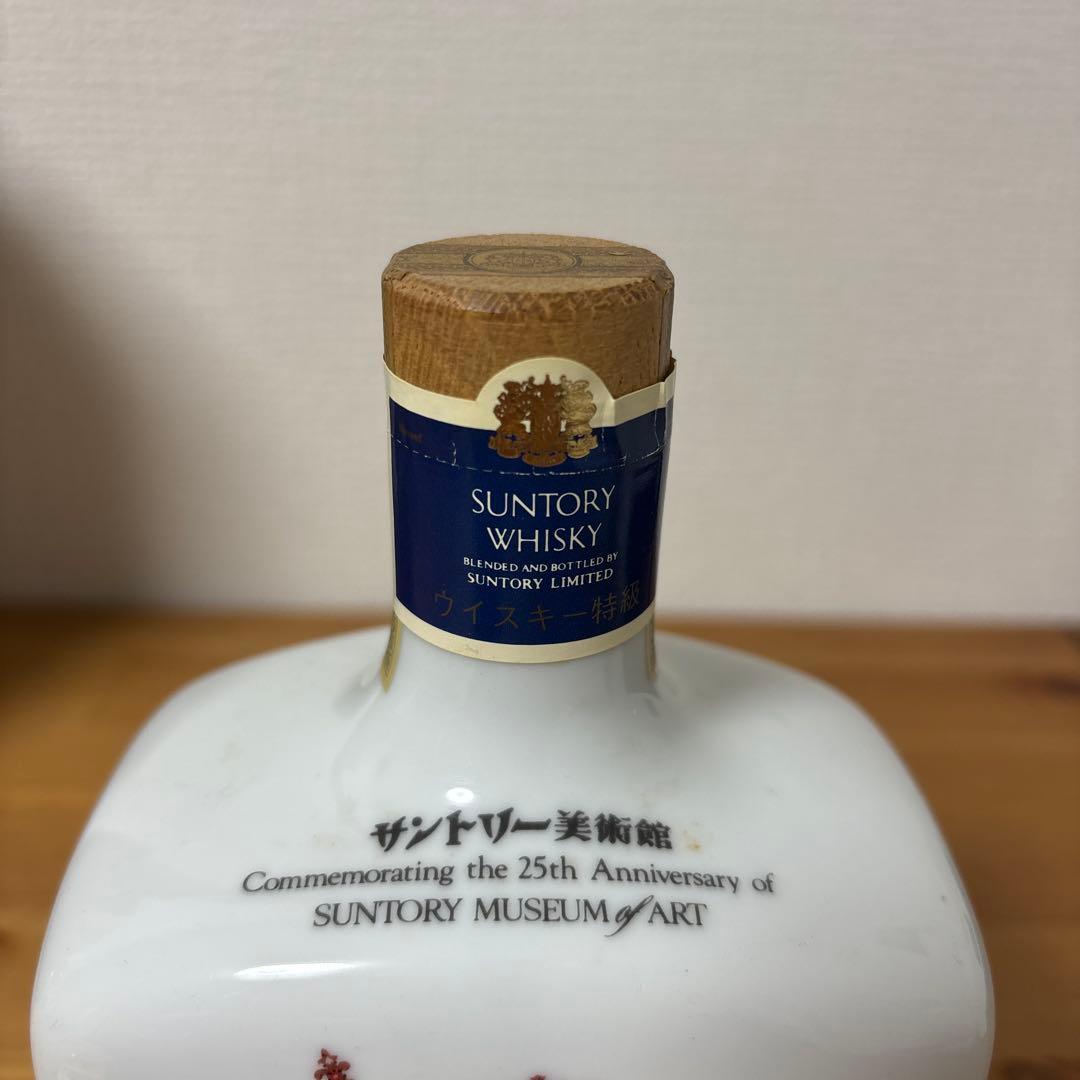 SUNTORY
WHISKY
BLENDED AND BOTTLED BY
SUNTORY LIMITED
ウイスキー特級
サントリー美術館
Commemorating the 25th Anniversary of
SUNTORY MUSEUM of ART